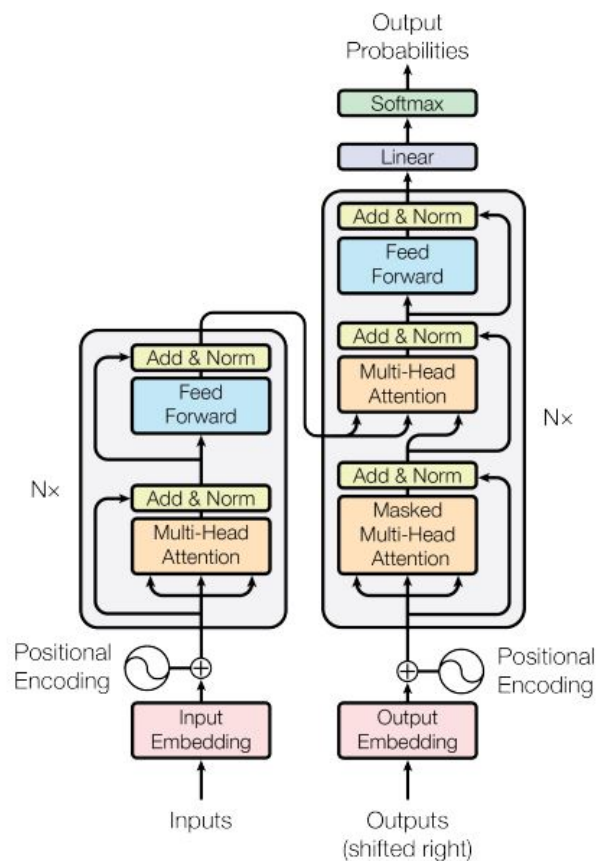 Output
Probabilities
Softmax
Linear
Add & Norm
Feed
Forward
Add & Norm
Multi-Head
Attention
Nx
Add & Norm
Masked
Multi-Head
Attention
Add & Norm
Feed
Forward
Nx
Add & Norm
Multi-Head
Attention
Positional
Encoding
Input
Embedding
Inputs
Positional
Encoding
Output
Embedding
Outputs
(shifted right)